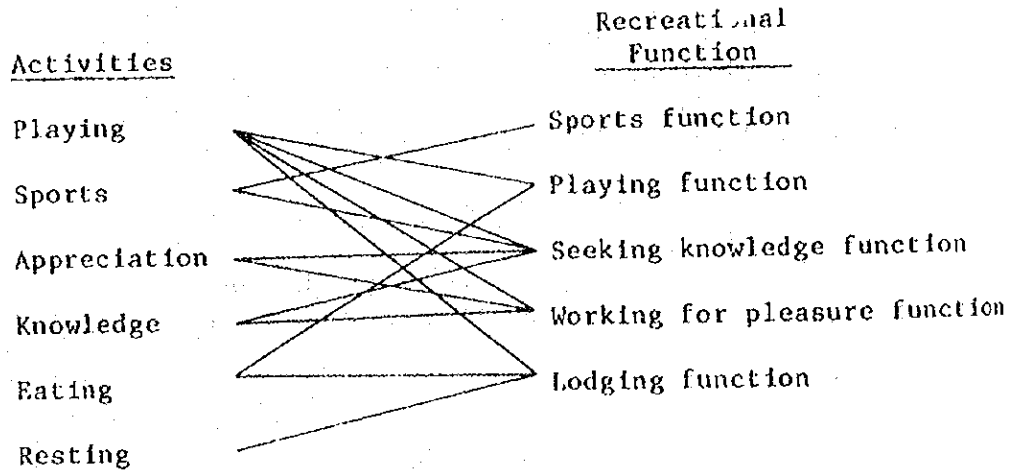 Recreational
Function
Activities
Playing
Sports
Appreciation
Knowledge
Eating
Resting
Sports function
Playing function
Seeking knowledge function
Working for pleasure function
Lodging function